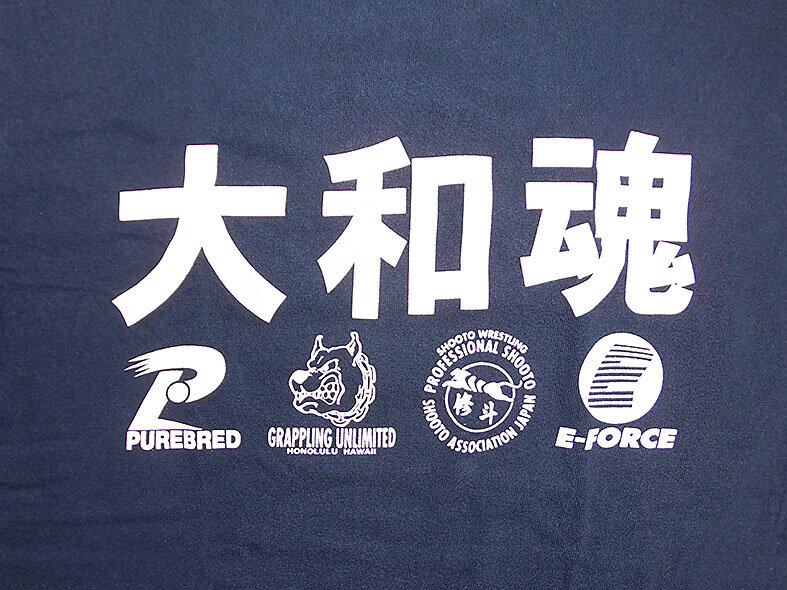 大和魂
PUREBRED
GRAPPLING UNLIMITED
HONOLULU HAWAII
SHOOTO WRESTLING
PROFESSIONAL SHOOTO
修斗
SHOOTO ASSOCIATION JAPAN
E-FORCE